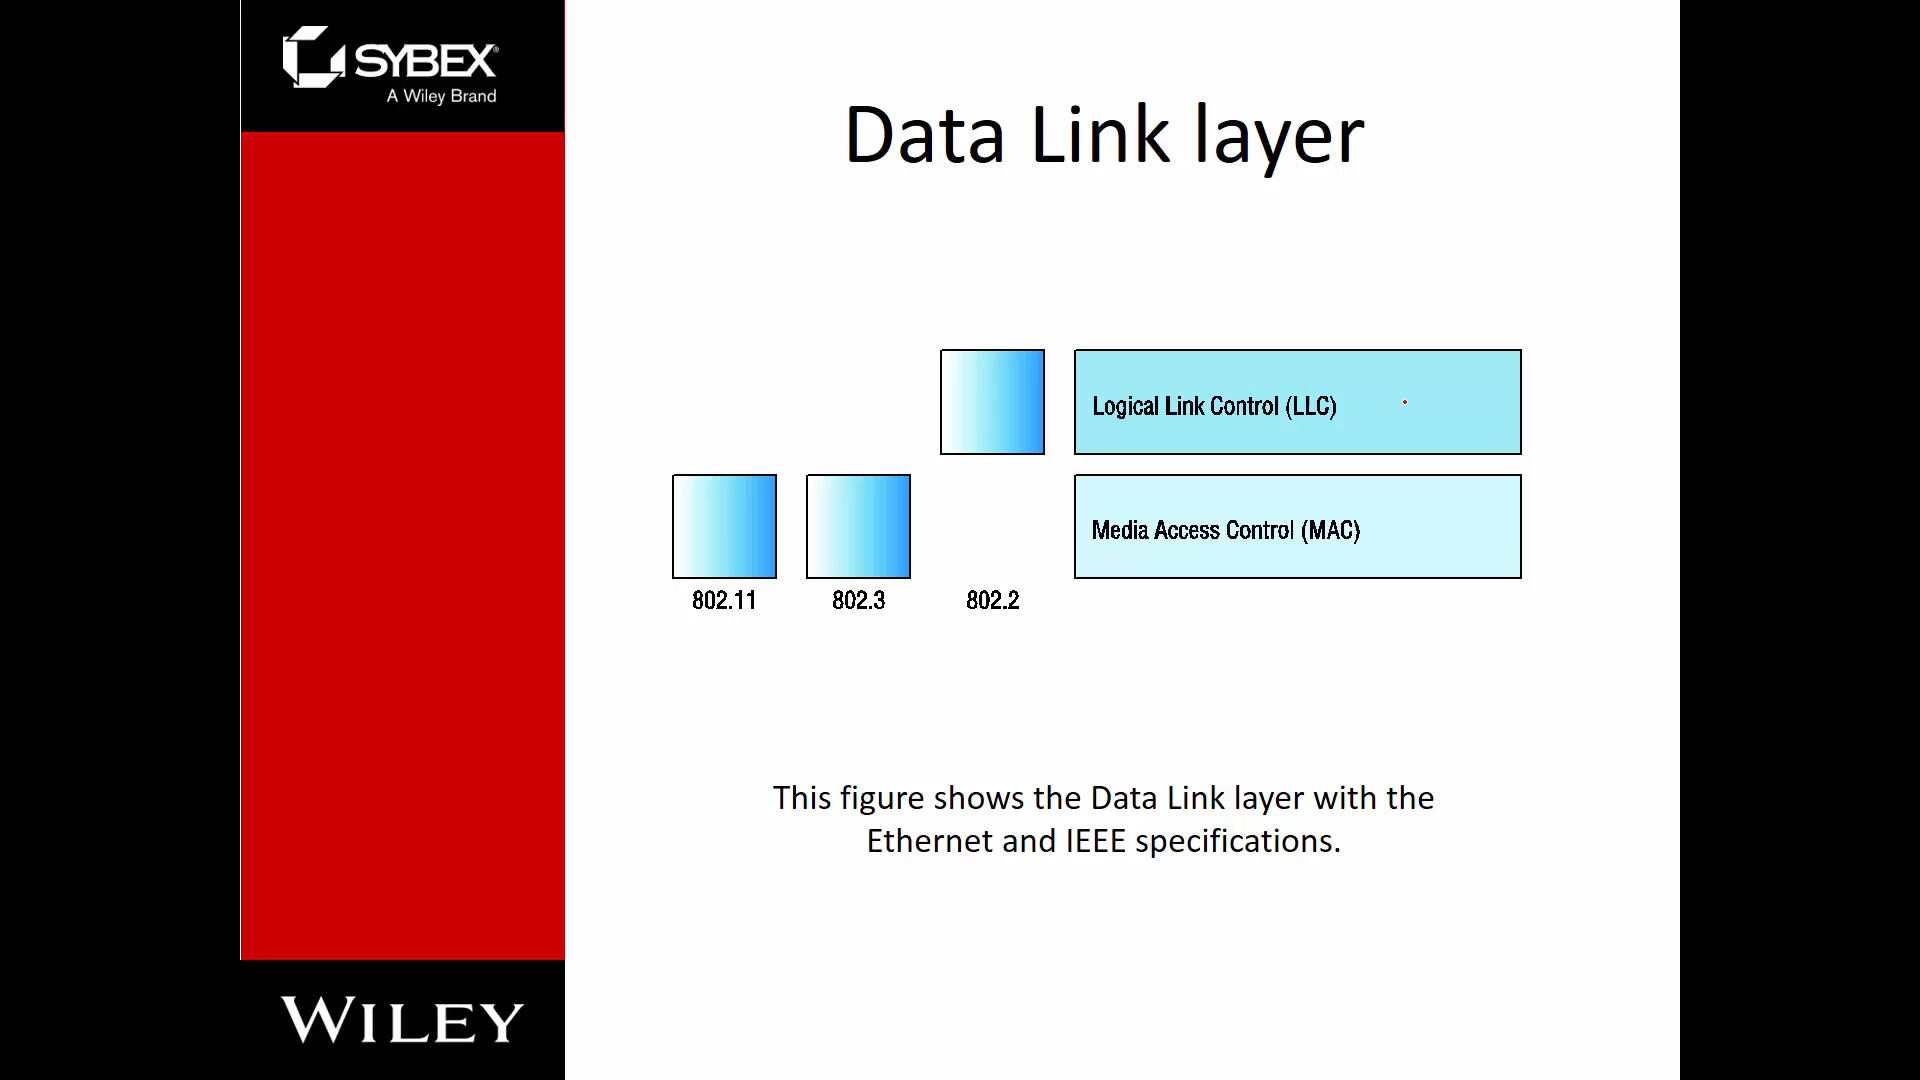 SYBEX®
A Wiley Brand
Data Link layer
Logical Link Control (LLC)
Media Access Control (MAC)
802.11 802.3 802.2
This figure shows the Data Link layer with the
Ethernet and IEEE specifications.
WILEY